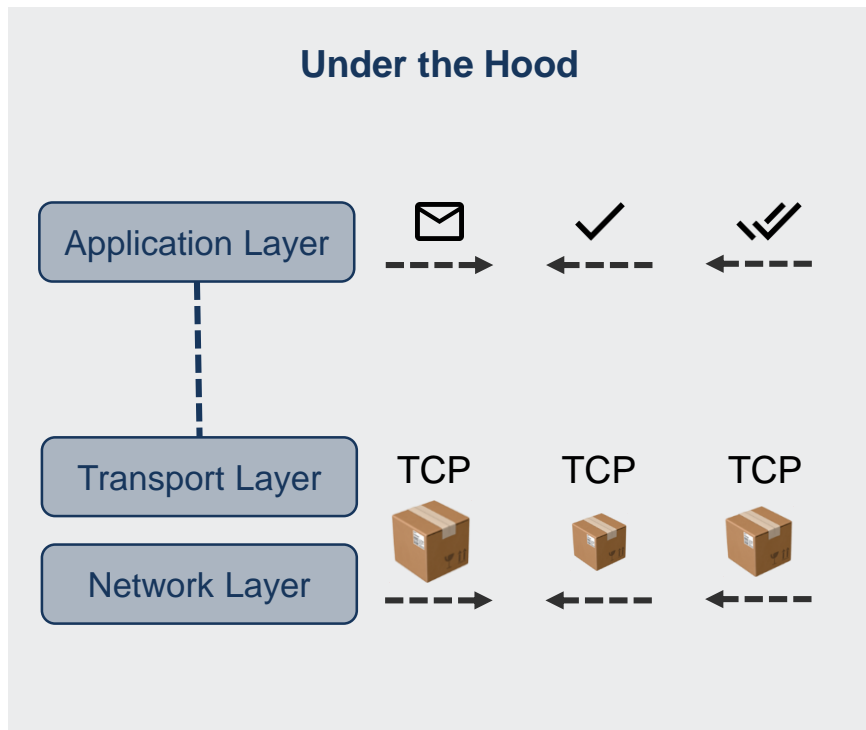 Under the Hood
Application Layer
Transport Layer
TCP
TCP
TCP
Network Layer